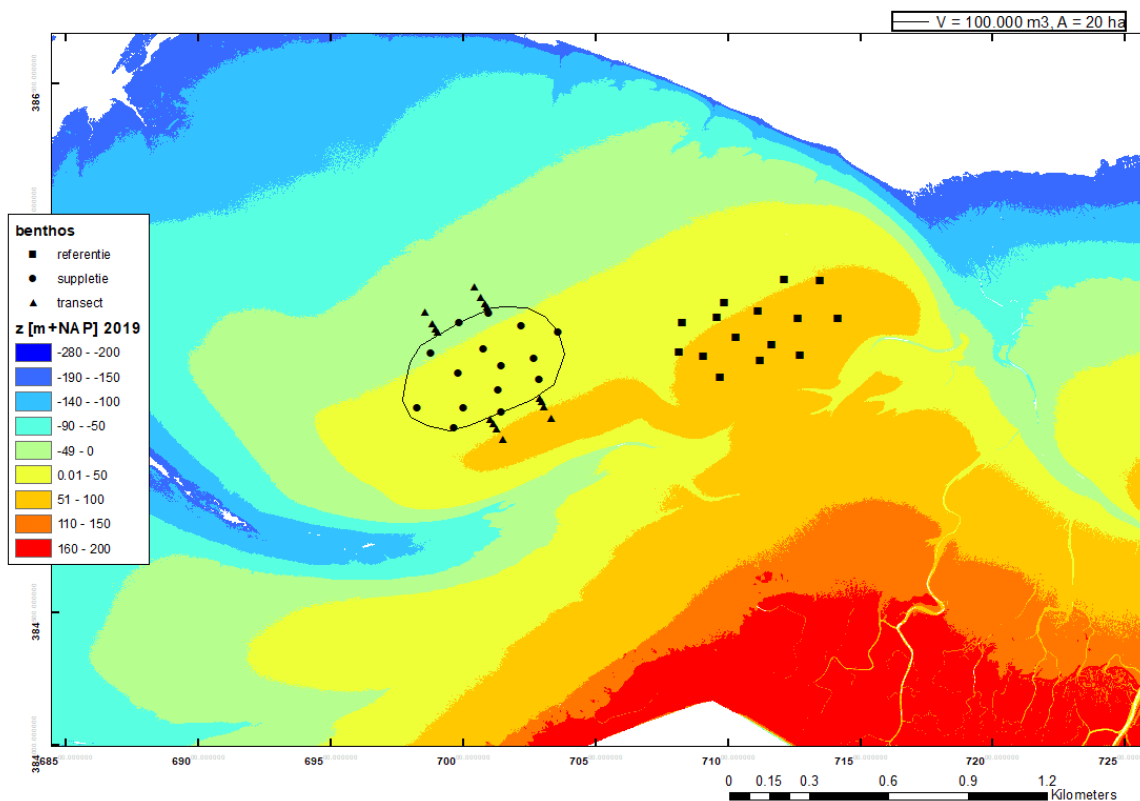 V = 100.000 m3, A = 20 ha
386
benthos
referentie
suppletie
transect
z [m+NAP] 2019
-280 - -200
-190 - -150
-140 - -100
-90 - -50
-49 - 0
0.01 - 50
51 - 100
110 - 150
160 - 200
384
384
685 690 695 700 705 710 715 720 725
0 0.15 0.3 0.6 0.9 1.2
Kilometers